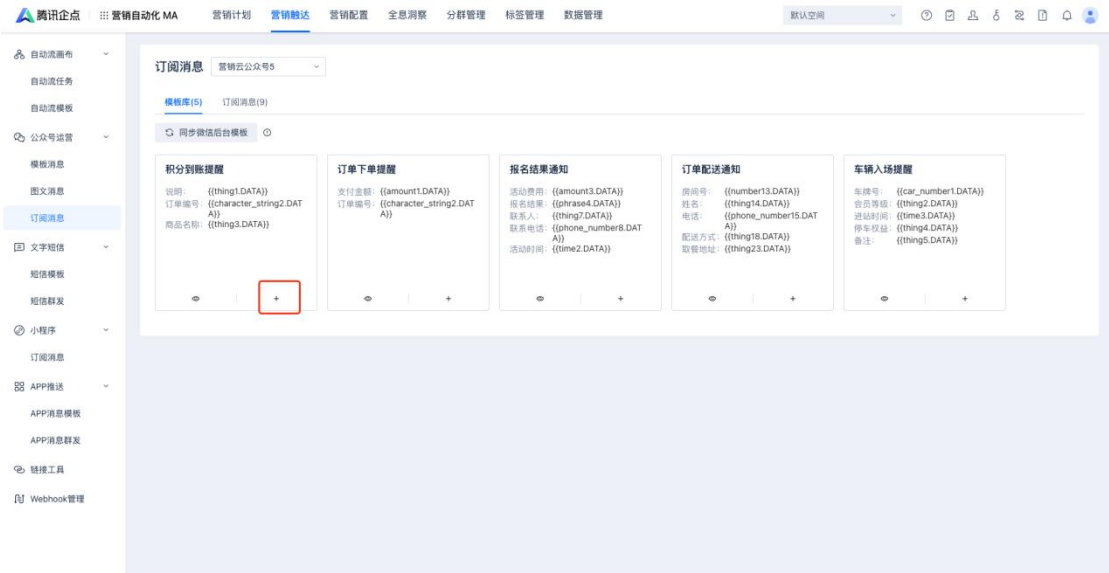 腾讯企点 营销自动化 MA 营销计划 营销触达 营销配置 全息洞察 分群管理 标签管理 数据管理 默认空间
自动流画布
自动流任务
自动流模板
公众号运营
模板消息
图文消息
订阅消息
文字短信
短信模板
短信群发
小程序
订阅消息
APP推送
APP消息模板
APP消息群发
链接工具
Webhook管理
订阅消息 营销云公众号5
模板库(5) 订阅消息(9)
同步微信后台模板
积分到账提醒
说明: {{thing1.DATA}}
订单编号: {{character_string2.DAT
A}}
商品名称: {{thing3.DATA}}
+
订单下单提醒
支付金额: {{amount1.DATA}}
订单编号: {{character_string2.DAT
A}}
+
报名结果通知
活动费用: {{amount3.DATA}}
报名结果: {{phrase4.DATA}}
联系人: {{thing7.DATA}}
联系电话: {{phone_number8.DAT
A}}
活动时间: {{time2.DATA}}
+
订单配送通知
房间号: {{number13.DATA}}
姓名: {{thing14.DATA}}
电话: {{phone_number15.DAT
A}}
配送方式: {{thing18.DATA}}
取餐地址: {{thing23.DATA}}
+
车辆入场提醒
车牌号: {{car_number1.DATA}}
会员等级: {{thing2.DATA}}
进站时间: {{time3.DATA}}
停车权益: {{thing4.DATA}}
备注: {{thing5.DATA}}
+